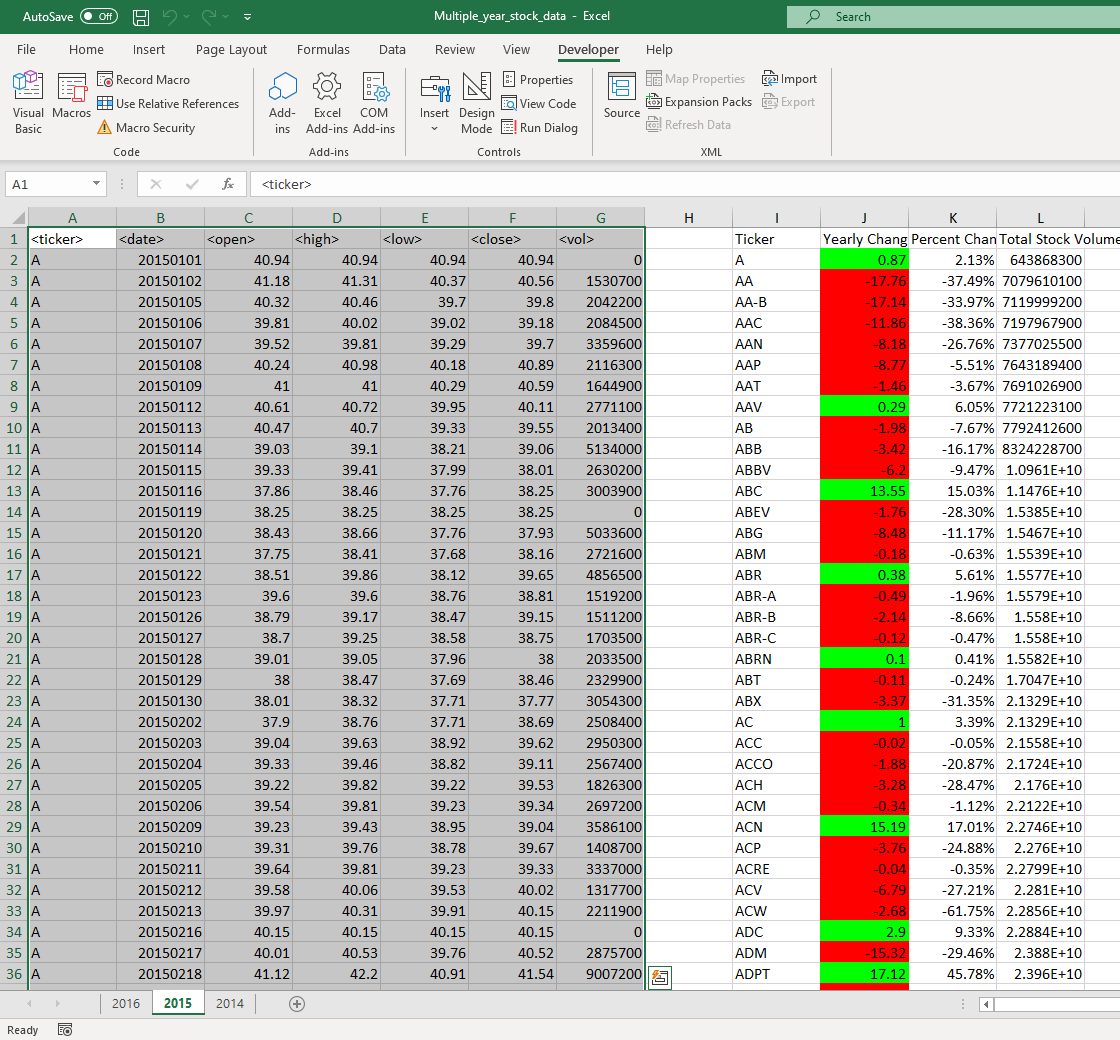 AutoSave Off Multiple_year_stock_data - Excel Search
File Home Insert Page Layout Formulas Data Review View Developer Help
Visual Basic
Macros
Record Macro
Use Relative References
Macro Security
Code
Add-ins
Excel Add-ins
COM Add-ins
Add-ins
Insert
Design Mode
Properties
View Code
Run Dialog
Controls
Source
Map Properties
Expansion Packs
Refresh Data
Import
Export
XML
A1 fx <ticker>
A B C D E F G H I J K L
1 <ticker> <date> <open> <high> <low> <close> <vol> Ticker Yearly Chang Percent Chan Total Stock Volume
2 A 20150101 40.94 40.94 40.94 40.94 0 A 0.87 2.13% 643868300
3 A 20150102 41.18 41.31 40.37 40.56 1530700 AA -17.76 -37.49% 7079610100
4 A 20150105 40.32 40.46 39.7 39.8 2042200 AA-B -17.14 -33.97% 7119999200
5 A 20150106 39.81 40.02 39.02 39.18 2084500 AAC -11.86 -38.36% 7197967900
6 A 20150107 39.52 39.81 39.29 39.7 3359600 AAN -8.18 -26.76% 7377025500
7 A 20150108 40.24 40.98 40.18 40.89 2116300 AAP -8.77 -5.51% 7643189400
8 A 20150109 41 41 40.29 40.59 1644900 AAT -1.46 -3.67% 7691026900
9 A 20150112 40.61 40.72 39.95 40.11 2771100 AAV 0.29 6.05% 7721223100
10 A 20150113 40.47 40.7 39.33 39.55 2013400 AB -1.98 -7.67% 7792412600
11 A 20150114 39.03 39.1 38.21 39.06 5134000 ABB -3.42 -16.17% 8324228700
12 A 20150115 39.33 39.41 37.99 38.01 2630200 ABBV -6.2 -9.47% 1.0961E+10
13 A 20150116 37.86 38.46 37.76 38.25 3003900 ABC 13.55 15.03% 1.1476E+10
14 A 20150119 38.25 38.25 38.25 38.25 0 ABEV -1.76 -28.30% 1.5385E+10
15 A 20150120 38.43 38.66 37.76 37.93 5033600 ABG -8.48 -11.17% 1.5467E+10
16 A 20150121 37.75 38.41 37.68 38.16 2721600 ABM -0.18 -0.63% 1.5539E+10
17 A 20150122 38.51 39.86 38.12 39.65 4856500 ABR 0.38 5.61% 1.5577E+10
18 A 20150123 39.6 39.6 38.76 38.81 1519200 ABR-A -0.49 -1.96% 1.5579E+10
19 A 20150126 38.79 39.17 38.47 39.15 1511200 ABR-B -2.14 -8.66% 1.558E+10
20 A 20150127 38.7 39.25 38.58 38.75 1703500 ABR-C -0.12 -0.47% 1.558E+10
21 A 20150128 39.01 39.05 37.96 38 2033500 ABRN 0.1 0.41% 1.5582E+10
22 A 20150129 38 38.47 37.69 38.46 2329900 ABT -0.11 -0.24% 1.7047E+10
23 A 20150130 38.01 38.32 37.71 37.77 3054300 ABX -3.37 -31.35% 2.1329E+10
24 A 20150202 37.9 38.76 37.71 38.69 2508400 AC 1 3.39% 2.1329E+10
25 A 20150203 39.04 39.63 38.92 39.62 2950300 ACC -0.02 -0.05% 2.1558E+10
26 A 20150204 39.33 39.46 38.82 39.11 2567400 ACCO -1.88 -20.87% 2.1724E+10
27 A 20150205 39.22 39.82 39.22 39.53 1826300 ACH -3.28 -28.47% 2.176E+10
28 A 20150206 39.54 39.81 39.23 39.34 2697200 ACM -0.34 -1.12% 2.2122E+10
29 A 20150209 39.23 39.43 38.95 39.04 3586100 ACN 15.19 17.01% 2.2746E+10
30 A 20150210 39.31 39.76 38.78 39.67 1408700 ACP -3.76 -24.88% 2.276E+10
31 A 20150211 39.64 39.81 39.23 39.33 3337000 ACRE -0.04 -0.35% 2.2799E+10
32 A 20150212 39.58 40.06 39.53 40.02 1317700 ACV -6.79 -27.21% 2.281E+10
33 A 20150213 39.97 40.31 39.91 40.15 2211900 ACW -2.68 -61.75% 2.2856E+10
34 A 20150216 40.15 40.15 40.15 40.15 0 ADC 2.9 9.33% 2.2884E+10
35 A 20150217 40.01 40.53 39.76 40.52 2875700 ADM -15.32 -29.46% 2.388E+10
36 A 20150218 41.12 42.2 40.91 41.54 9007200 ADPT 17.12 45.78% 2.396E+10
2016 2015 2014
Ready